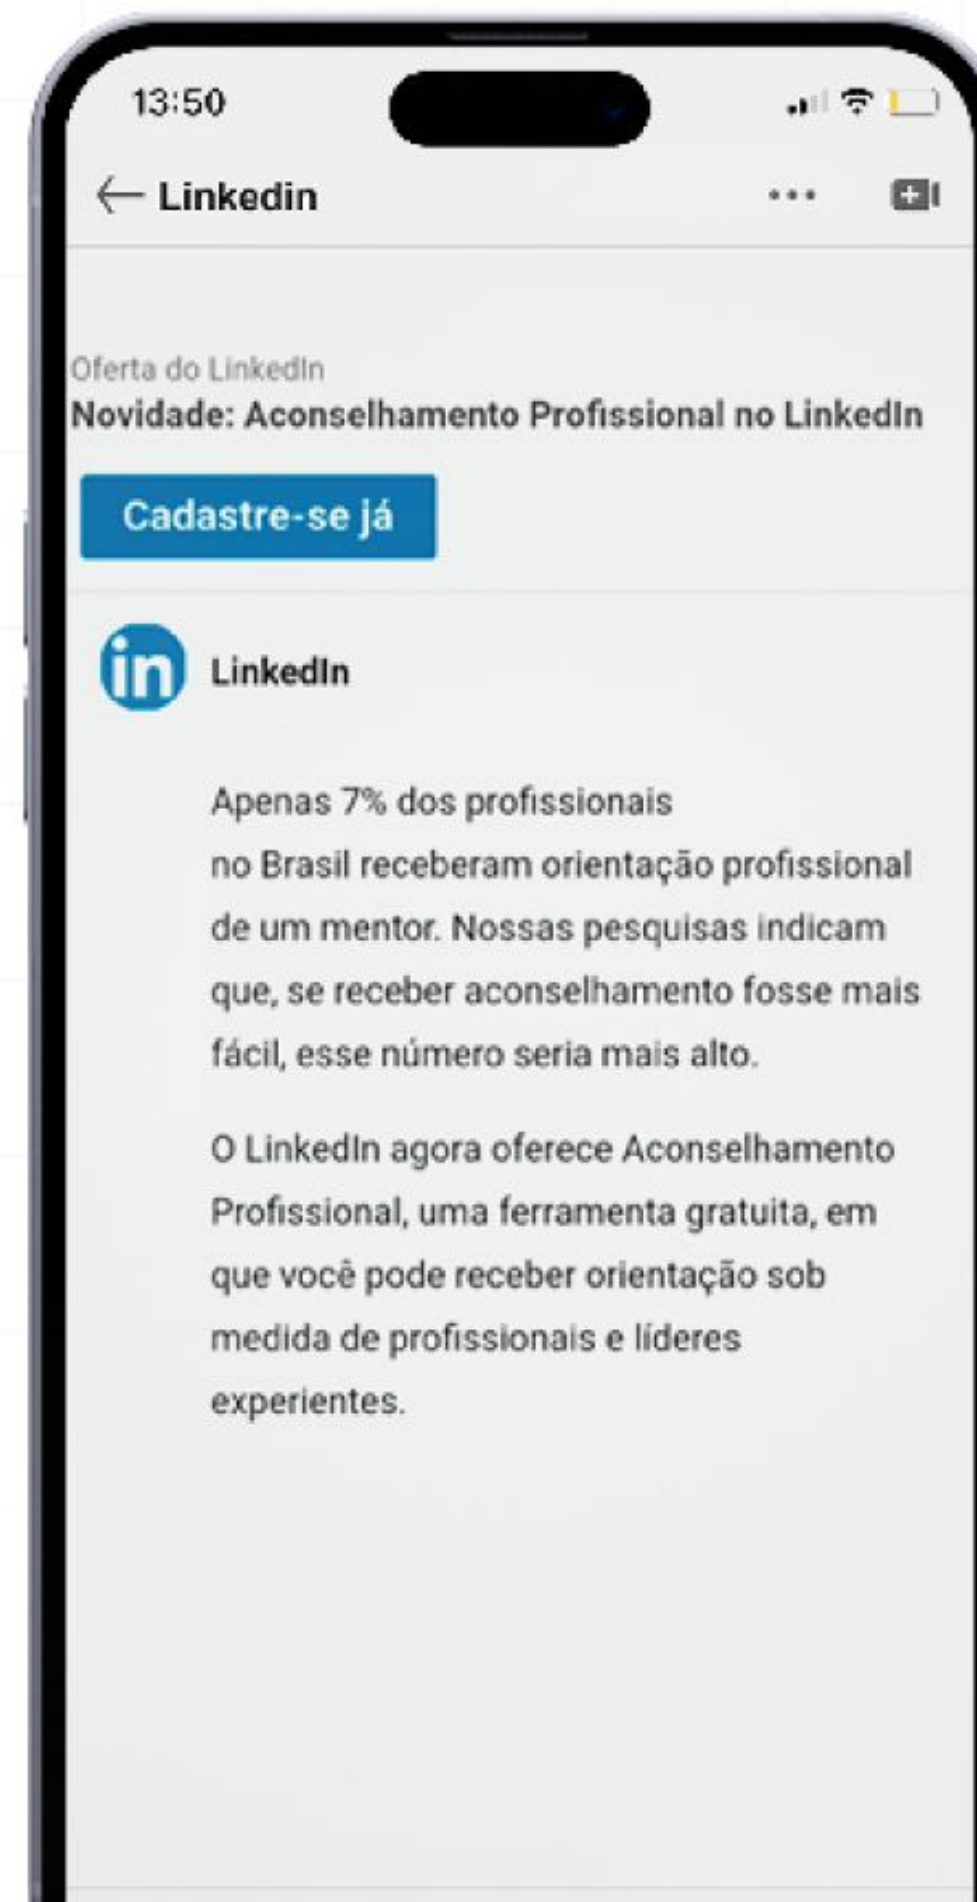 13:50
Linkedin
Oferta do LinkedIn
Novidade: Aconselhamento Profissional no LinkedIn
Cadastre-se já
in
LinkedIn
Apenas 7% dos profissionais
no Brasil receberam orientação profissional
de um mentor. Nossas pesquisas indicam
que, se receber aconselhamento fosse mais
fácil, esse número seria mais alto.
O LinkedIn agora oferece Aconselhamento
Profissional, uma ferramenta gratuita, em
que você pode receber orientação sob
medida de profissionais e líderes
experientes.